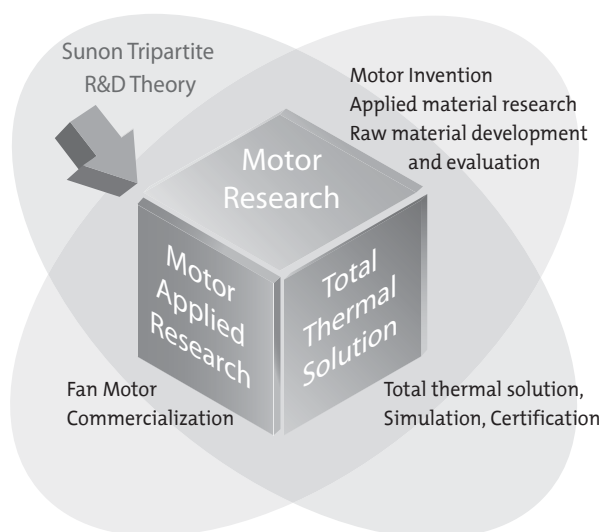 Sunon Tripartite
R&D Theory
Motor Invention
Applied material research
Raw material development
and evaluation
Motor
Research
Motor
Applied
Research
Total
Thermal
Solution
Fan Motor
Commercialization
Total thermal solution,
Simulation, Certification